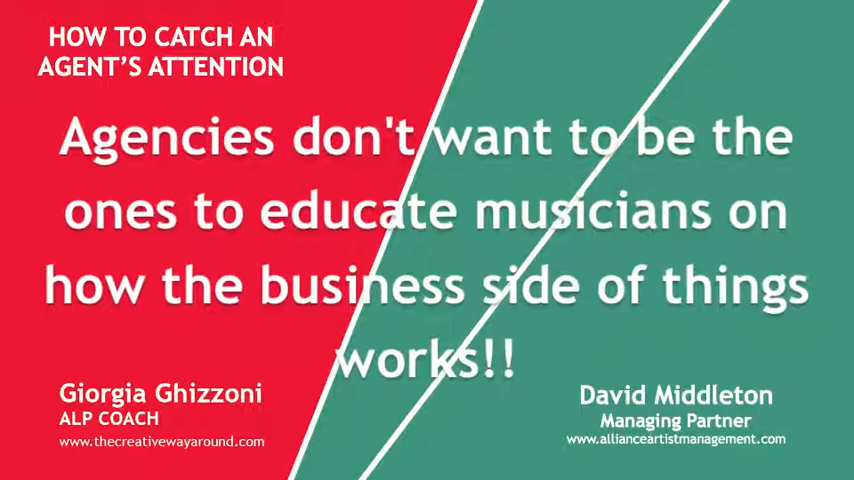 HOW TO CATCH AN
AGENT'S ATTENTION
Agencies don't want to be the
ones to educate musicians on
how the business side of things
works!!
Giorgia Ghizzoni
ALP COACH
www.thecreativewayaround.com
David Middleton
Managing Partner
www.allianceartistmanagement.com